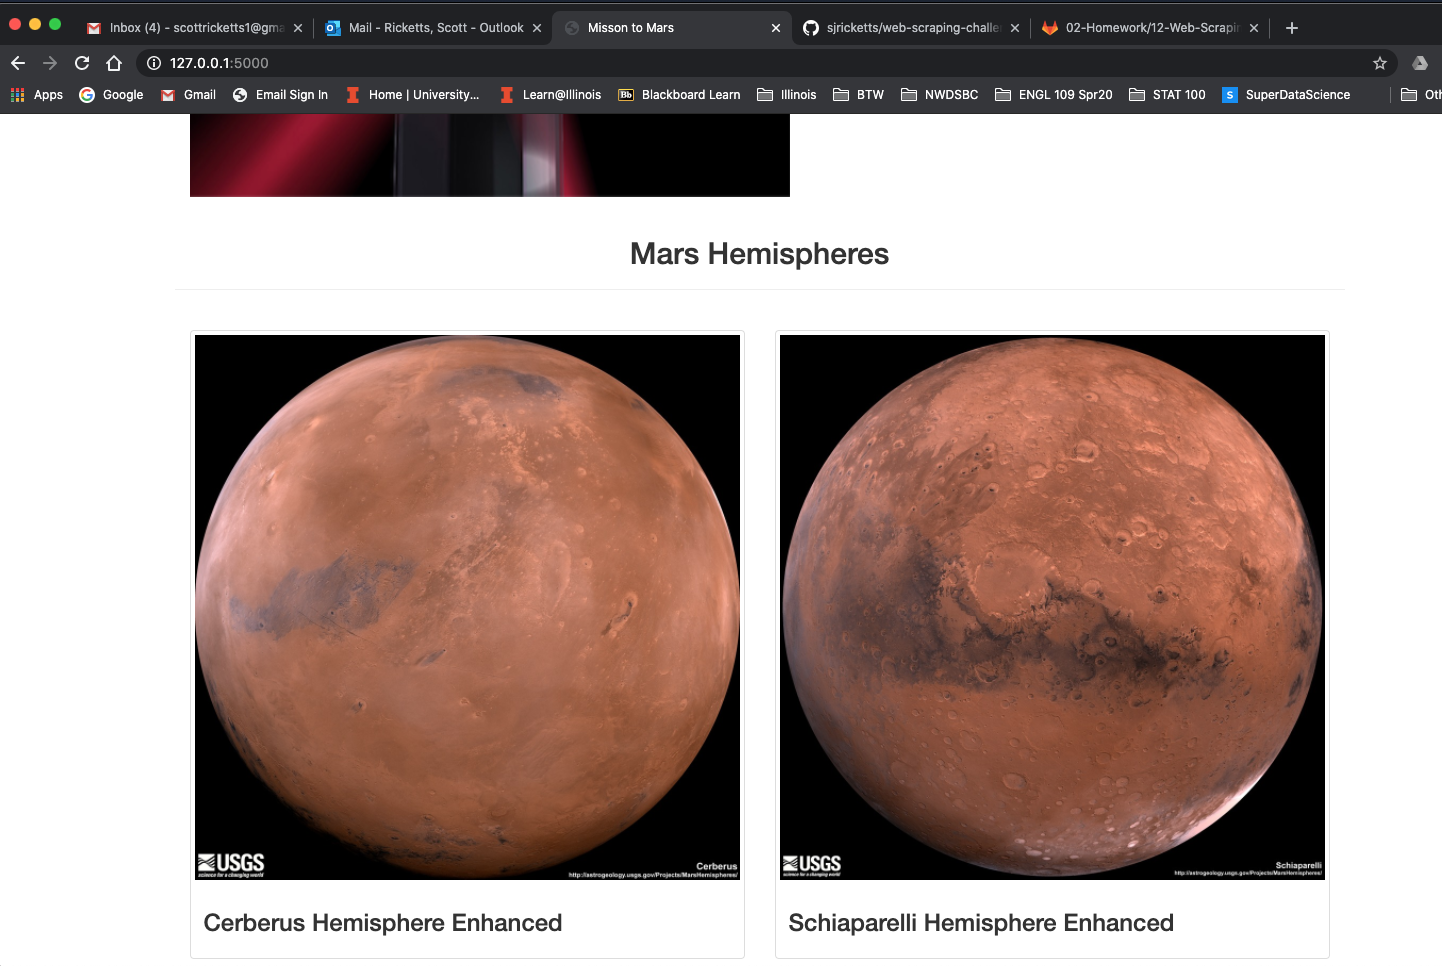 Inbox (4) - scottricketts1@gma
Mail - Ricketts, Scott - Outlook
Misson to Mars
sjricketts/web-scraping-challe
02-Homework/12-Web-Scrapin
127.0.0.1:5000
Apps
Google
Gmail
Email Sign In
Home | University...
Learn@Illinois
Bb
Blackboard Learn
Illinois
BTW
NWDSBC
ENGL 109 Spr20
STAT 100
S
SuperDataScience
Oth
Mars Hemispheres
USGS
science for a changing world
Cerberus
http://astrogeology.usgs.gov/Projects/MarsHemispheres/
USGS
science for a changing world
Schiaparelli
http://astrogeology.usgs.gov/Projects/MarsHemispheres/
Cerberus Hemisphere Enhanced
Schiaparelli Hemisphere Enhanced